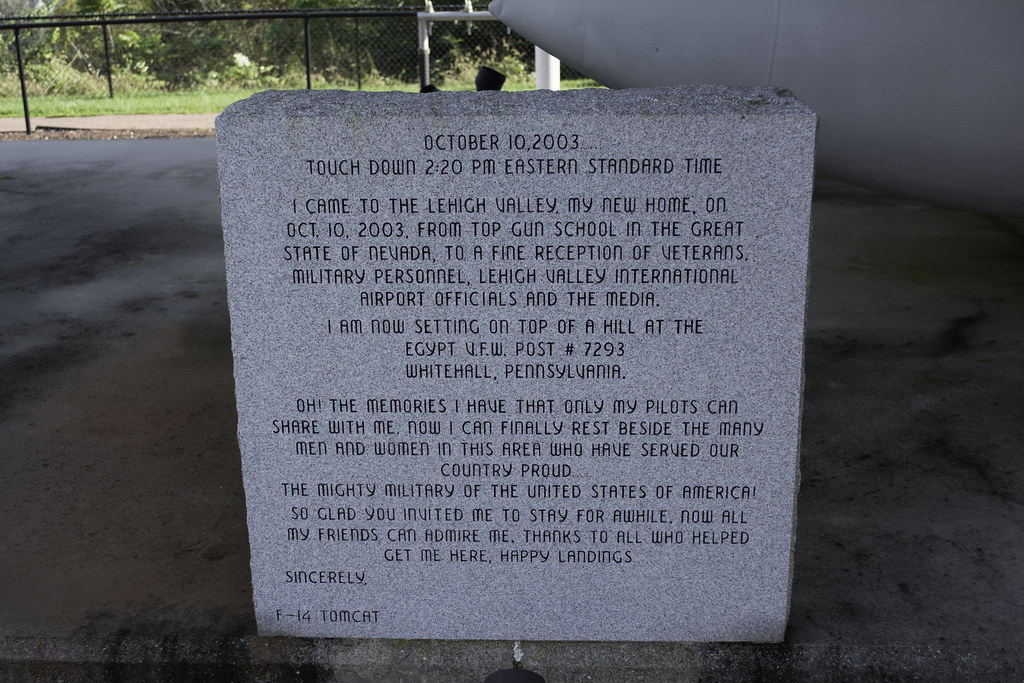 OCTOBER 10,2003....
TOUCH DOWN 2:20 PM EASTERN STANDARD TIME
I CAME TO THE LEHIGH VALLEY, MY NEW HOME, ON
OCT. 10, 2003, FROM TOP GUN SCHOOL IN THE GREAT
STATE OF NEVADA, TO A FINE RECEPTION OF VETERANS,
MILITARY PERSONNEL, LEHIGH VALLEY INTERNATIONAL
AIRPORT OFFICIALS AND THE MEDIA.
I AM NOW SETTING ON TOP OF A HILL AT THE
EGYPT V.F.W. POST # 7293
WHITEHALL, PENNSYLVANIA.
OH! THE MEMORIES I HAVE THAT ONLY MY PILOTS CAN
SHARE WITH ME. NOW I CAN FINALLY REST BESIDE THE MANY
MEN AND WOMEN IN THIS AREA WHO HAVE SERVED OUR
COUNTRY PROUD...
THE MIGHTY MILITARY OF THE UNITED STATES OF AMERICA!
SO GLAD YOU INVITED ME TO STAY FOR AWHILE, NOW ALL
MY FRIENDS CAN ADMIRE ME. THANKS TO ALL WHO HELPED
GET ME HERE, HAPPY LANDINGS....
SINCERELY,
F-14 TOMCAT